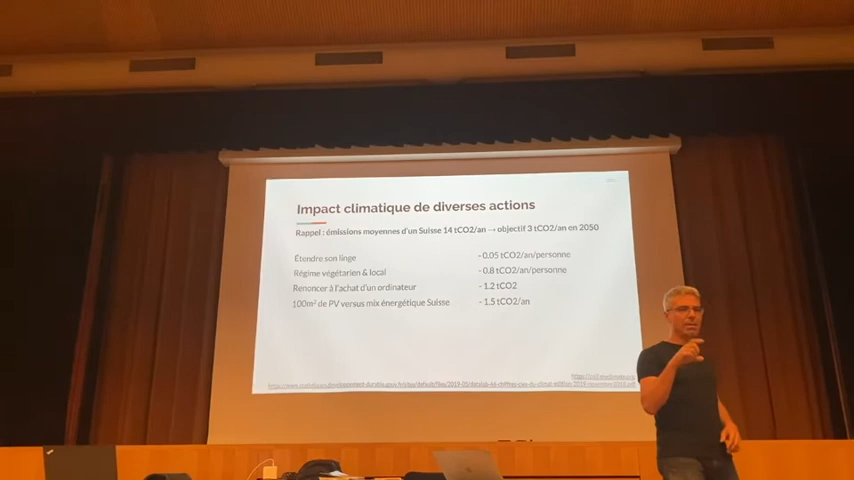 Impact climatique de diverses actions
Rappel : émissions moyennes d'un Suisse 14 tCO2/an → objectif 3 tCO2/an en 2050
Étendre son linge - 0.05 tCO2/an/personne
Régime végétarien & local - 0.8 tCO2/an/personne
Renoncer à l'achat d'un ordinateur - 1.2 tCO2
100m² de PV versus mix énergétique Suisse - 1.5 tCO2/an